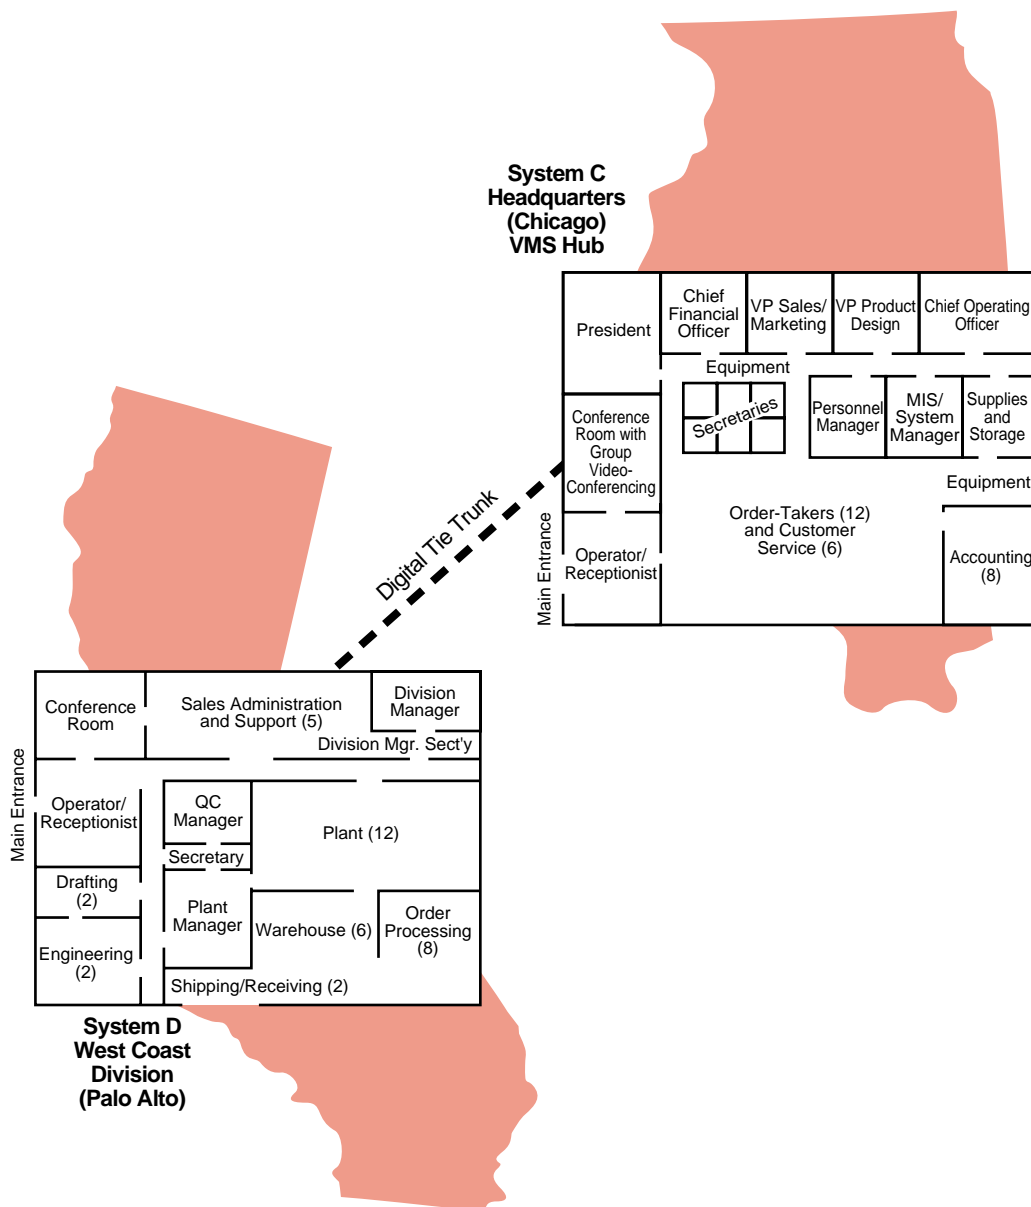 System C
Headquarters
(Chicago)
VMS Hub
President
Chief
Financial
Officer
VP Sales/
Marketing
VP Product
Design
Chief Operating
Officer
Equipment
Secretaries
Personnel
Manager
MIS/
System
Manager
Supplies
and
Storage
Conference
Room with
Group
Video-
Conferencing
Equipment
Order-Takers (12)
and Customer
Service (6)
Main Entrance
Operator/
Receptionist
Accounting
(8)
Digital Tie Trunk
Conference
Room
Sales Administration
and Support (5)
Division
Manager
Division Mgr. Sect'y
Main Entrance
Operator/
Receptionist
QC
Manager
Plant (12)
Secretary
Drafting
(2)
Plant
Manager
Warehouse (6)
Order
Processing
(8)
Engineering
(2)
Shipping/Receiving (2)
System D
West Coast
Division
(Palo Alto)